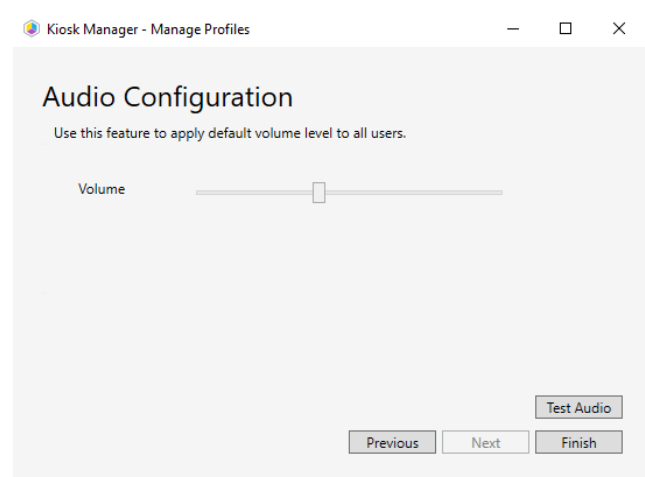 Kiosk Manager - Manage Profiles
Audio Configuration
Use this feature to apply default volume level to all users.
Volume
Test Audio
Previous
Next
Finish